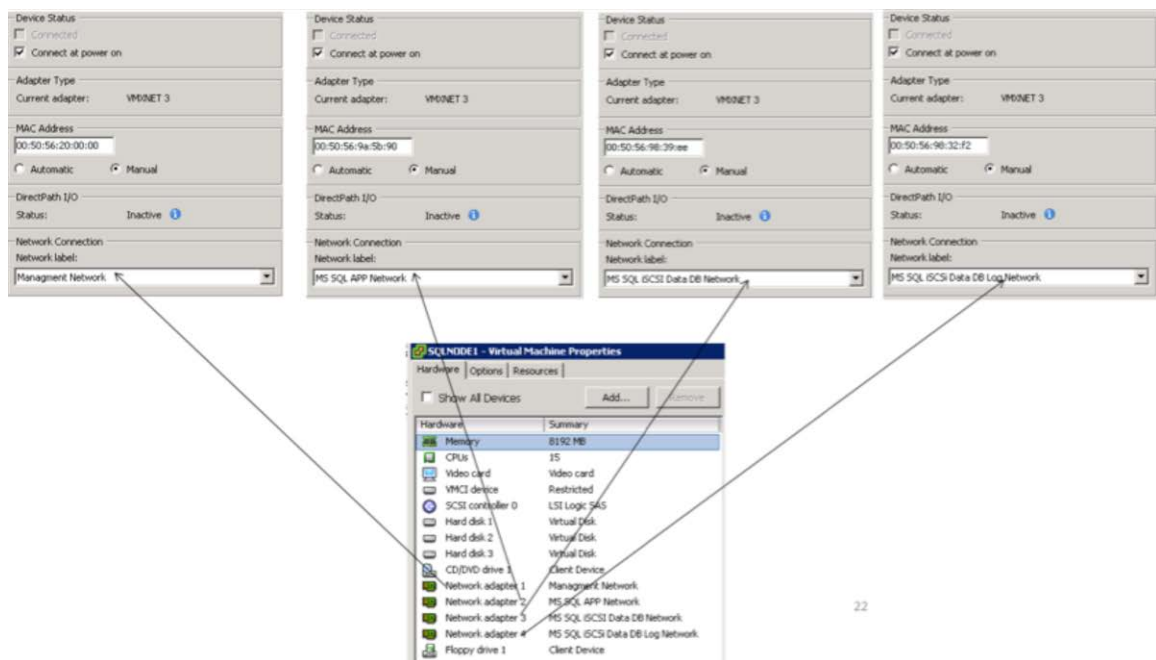 Device Status
Connected
Connect at power on
Adapter Type
Current adapter: VMXNET 3
MAC Address
00:50:56:20:00:00
Automatic Manual
DirectPath I/O
Status: Inactive
Network Connection
Network label:
Managment Network
Device Status
Connected
Connect at power on
Adapter Type
Current adapter: VMXNET 3
MAC Address
00:50:56:9a:5b:90
Automatic Manual
DirectPath I/O
Status: Inactive
Network Connection
Network label:
MS SQL APP Network
Device Status
Connected
Connect at power on
Adapter Type
Current adapter: VMXNET 3
MAC Address
00:50:56:98:39:ee
Automatic Manual
DirectPath I/O
Status: Inactive
Network Connection
Network label:
MS SQL iSCSI Data DB Network
Device Status
Connected
Connect at power on
Adapter Type
Current adapter: VMXNET 3
MAC Address
00:50:56:98:32:f2
Automatic Manual
DirectPath I/O
Status: Inactive
Network Connection
Network label:
MS SQL iSCSi Data DB Log Network
SQLNODE1 - Virtual Machine Properties
Hardware Options Resources
Show All Devices Add... Remove
Hardware Summary
Memory 8192 MB
CPUs 15
Video card Video card
VMCI device Restricted
SCSI controller 0 LSI Logic SAS
Hard disk 1 Virtual Disk
Hard disk 2 Virtual Disk
Hard disk 3 Virtual Disk
CD/DVD drive 1 Client Device
Network adapter 1 Managment Network
Network adapter 2 MS SQL APP Network
Network adapter 3 MS SQL iSCSI Data DB Network
Network adapter 4 MS SQL iSCSi Data DB Log Network
Floppy drive 1 Client Device
22